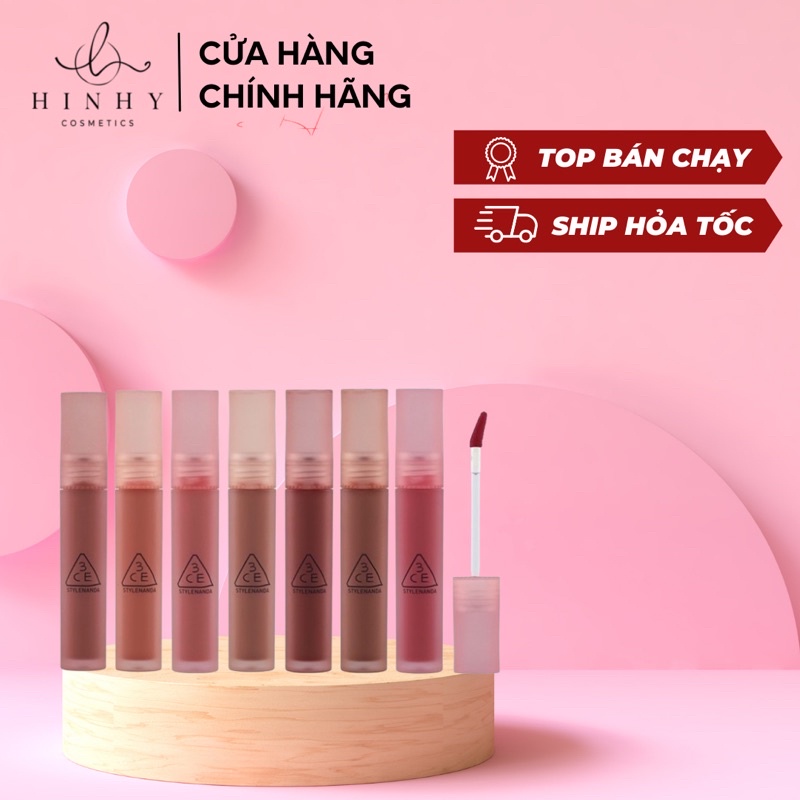 HINHY
COSMETICS
CỬA HÀNG
CHÍNH HÃNG
TOP BÁN CHẠY
SHIP HỎA TỐC
3CE
STYLENANDA
3CE
STYLENANDA
3CE
STYLENANDA
3CE
STYLENANDA
3CE
STYLENANDA
3CE
STYLENANDA
3CE
STYLENANDA